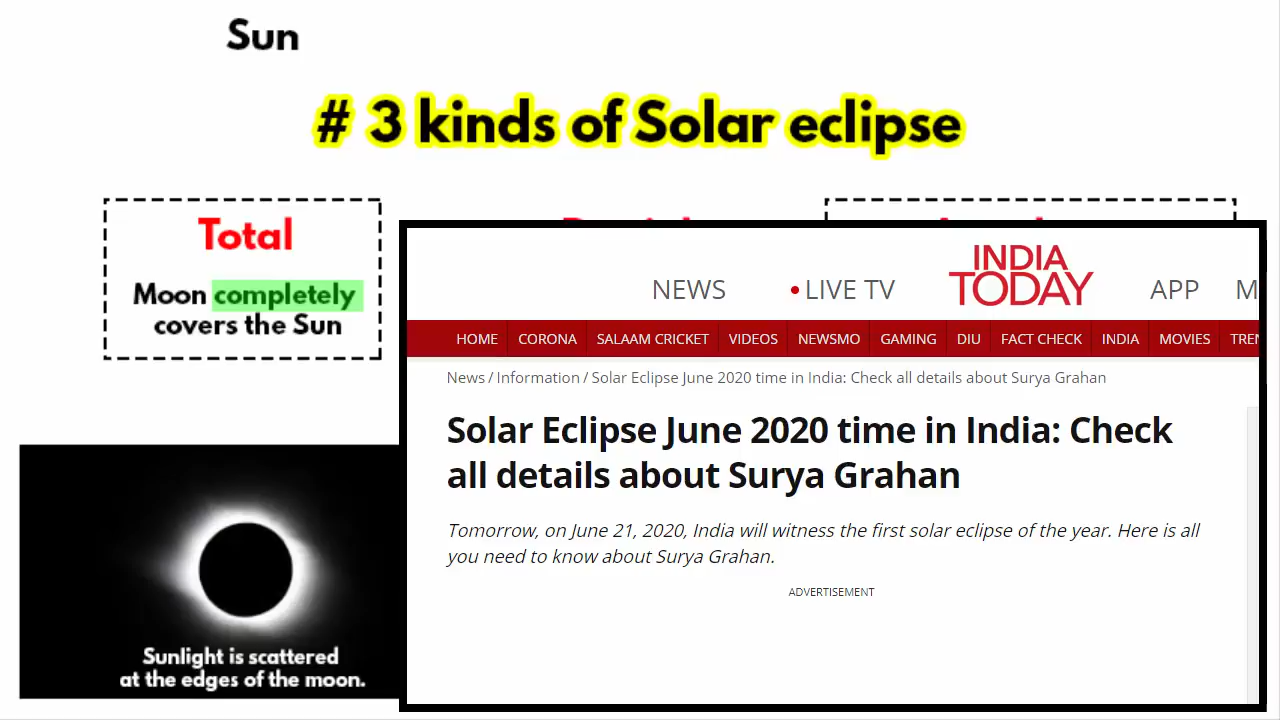 Sun
# 3 kinds of Solar eclipse
Total
Moon completely
covers the Sun
NEWS
LIVE TV
INDIA
TODAY
APP
HOME CORONA SALAAM CRICKET VIDEOS NEWSMO GAMING DIU FACT CHECK INDIA MOVIES
News / Information / Solar Eclipse June 2020 time in India: Check all details about Surya Grahan
Solar Eclipse June 2020 time in India: Check
all details about Surya Grahan
Tomorrow, on June 21, 2020, India will witness the first solar eclipse of the year. Here is all
you need to know about Surya Grahan.
ADVERTISEMENT
Sunlight is scattered
at the edges of the moon.